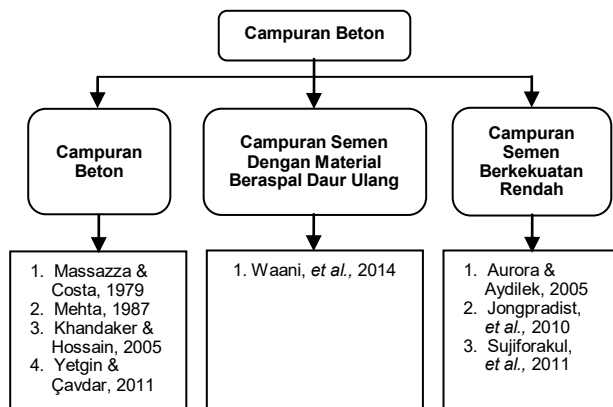 Campuran Beton
Campuran
Beton
Campuran Semen
Dengan Material
Beraspal Daur Ulang
Campuran
Semen
Berkekuatan
Rendah
1. Massazza &
Costa, 1979
2. Mehta, 1987
3. Khandaker &
Hossain, 2005
4. Yetgin &
Çavdar, 2011
1. Waani, et al., 2014
1. Aurora &
Aydilek, 2005
2. Jongpradist,
et al., 2010
3. Sujiforakul,
et al., 2011